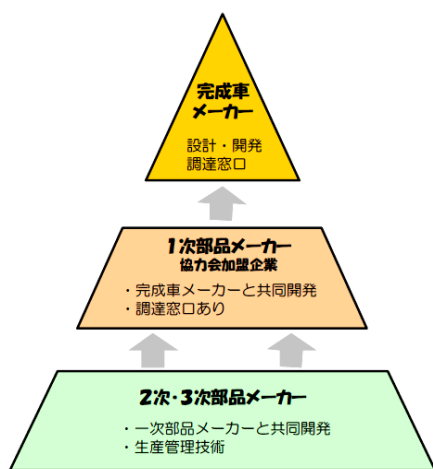 完成車
メーカー
設計・開発
調達窓口
1次部品メーカー
協力会加盟企業
・完成車メーカーと共同開発
・調達窓口あり
2次・3次部品メーカー
・一次部品メーカーと共同開発
・生産管理技術